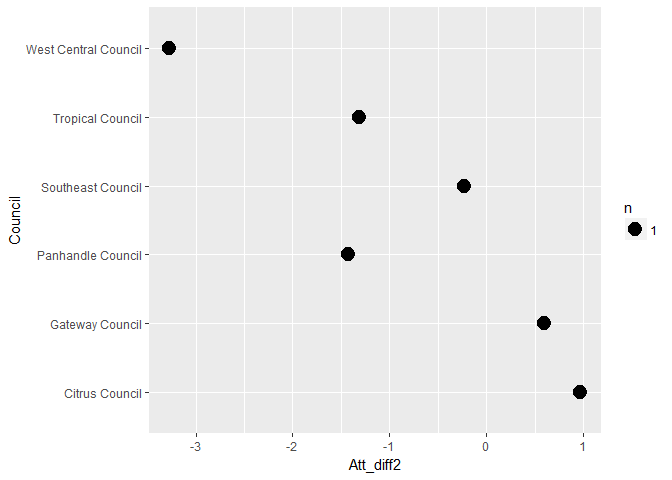 West Central Council
Tropical Council
Southeast Council
Panhandle Council
Gateway Council
Citrus Council
Council
-3 -2 -1 0 1
Att_diff2
n
1